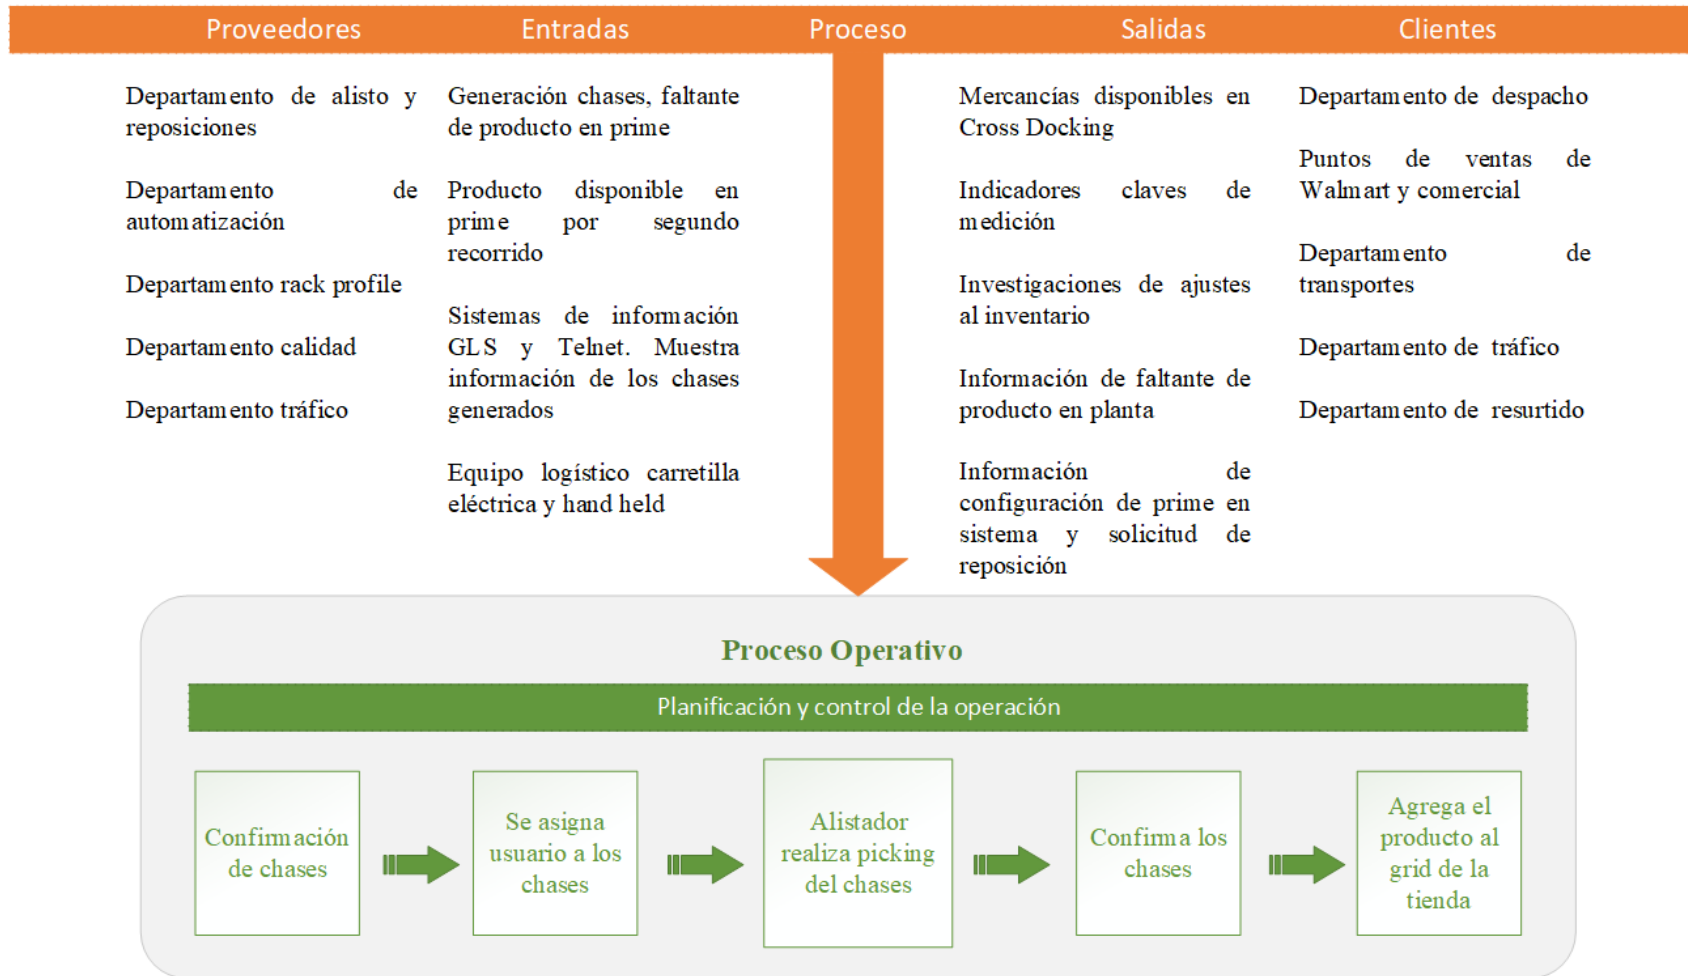 Proveedores
Entradas
Proceso
Salidas
Clientes
Departamento de alisto y
reposiciones
Departamento de
automatización
Departamento rack profile
Departamento calidad
Departamento tráfico
Generación chases, faltante
de producto en prime
Producto disponible en
prime por segundo
recorrido
Sistemas de información
GLS y Telnet. Muestra
información de los chases
generados
Equipo logístico carretilla
eléctrica y hand held
Mercancías disponibles en
Cross Docking
Indicadores claves de
medición
Investigaciones de ajustes
al inventario
Información de faltante de
producto en planta
Información de
configuración de prime en
sistema y solicitud de
reposición
Departamento de despacho
Puntos de ventas de
Walmart y comercial
Departamento de
transportes
Departamento de tráfico
Departamento de resurtido
Proceso Operativo
Planificación y control de la operación
Confirmación
de chases
Se asigna
usuario a los
chases
Alistador
realiza picking
del chases
Confirma los
chases
Agrega el
producto al
grid de la
tienda